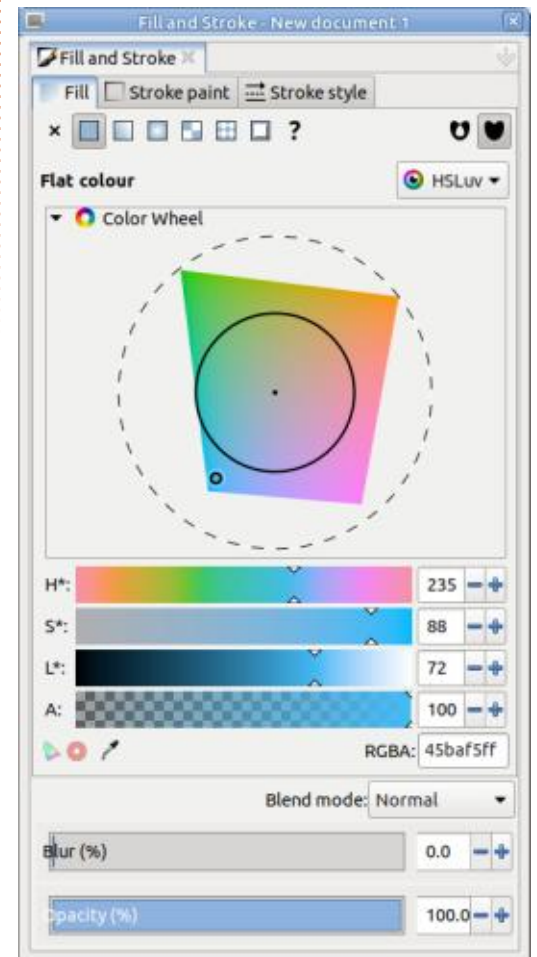 Fill and Stroke - New document 1
Fill and Stroke
Fill Stroke paint Stroke style
?
Flat colour HSLuv
Color Wheel
H*: 235
S*: 88
L*: 72
A: 100
RGBA: 45baf5ff
Blend mode: Normal
Blur (%) 0.0
Opacity (%) 100.0